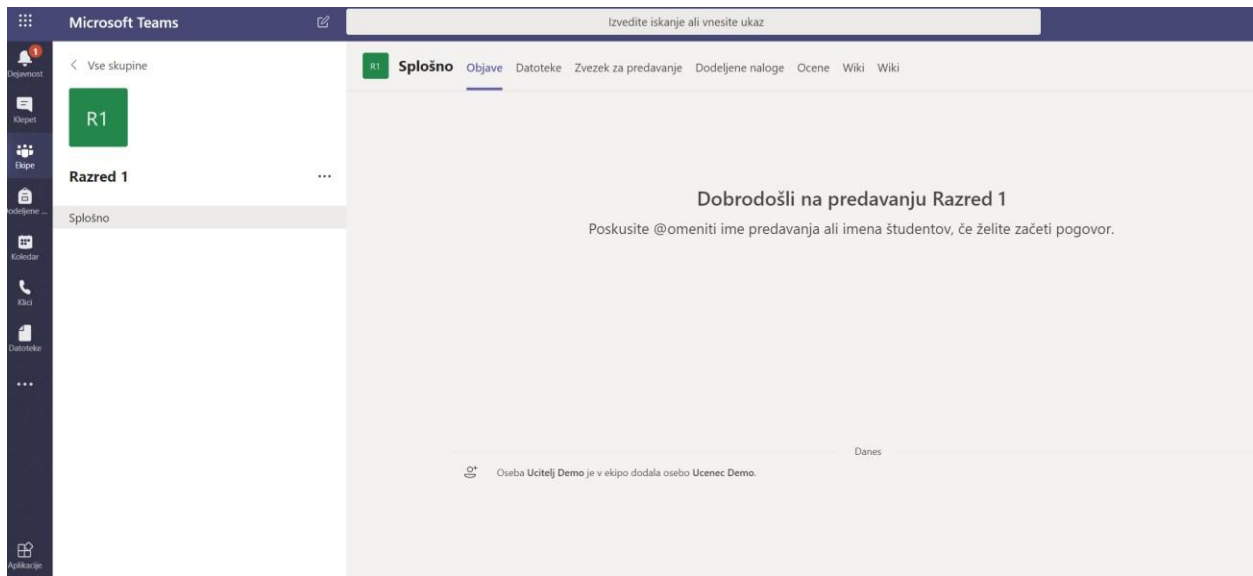 Microsoft Teams
Izvedite iskanje ali vnesite ukaz
1
Dejavnost
Klepet
Ekipe
Koledar
Klici
Datoteke
Aplikacije
Vse skupine
R1
Razred 1
Splošno
R1 Splošno Objave Datoteke Zvezek za predavanje Dodeljene naloge Ocene Wiki Wiki
Dobrodošli na predavanju Razred 1
Poskusite @omeniti ime predavanja ali imena študentov, če želite začeti pogovor.
Danes
Oseba Ucitelj Demo je v ekipo dodala osebo Ucenec Demo.